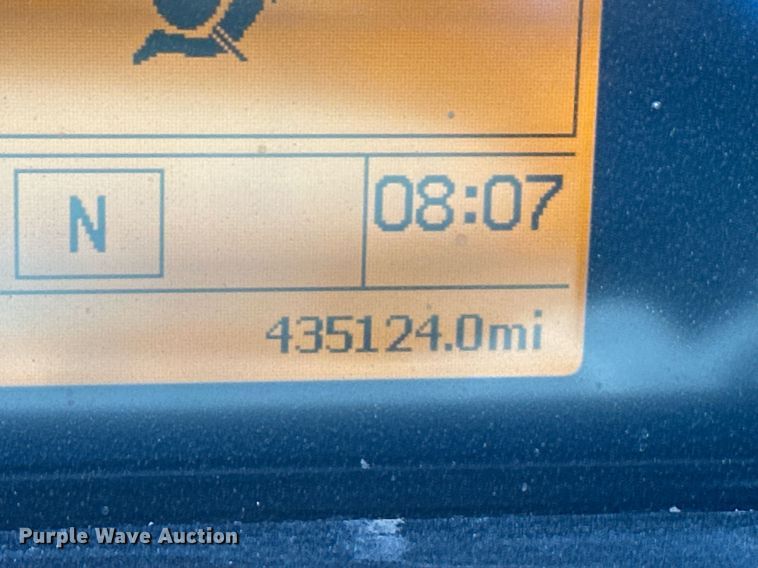 N
08:07
435124.0mi
Purple Wave Auction